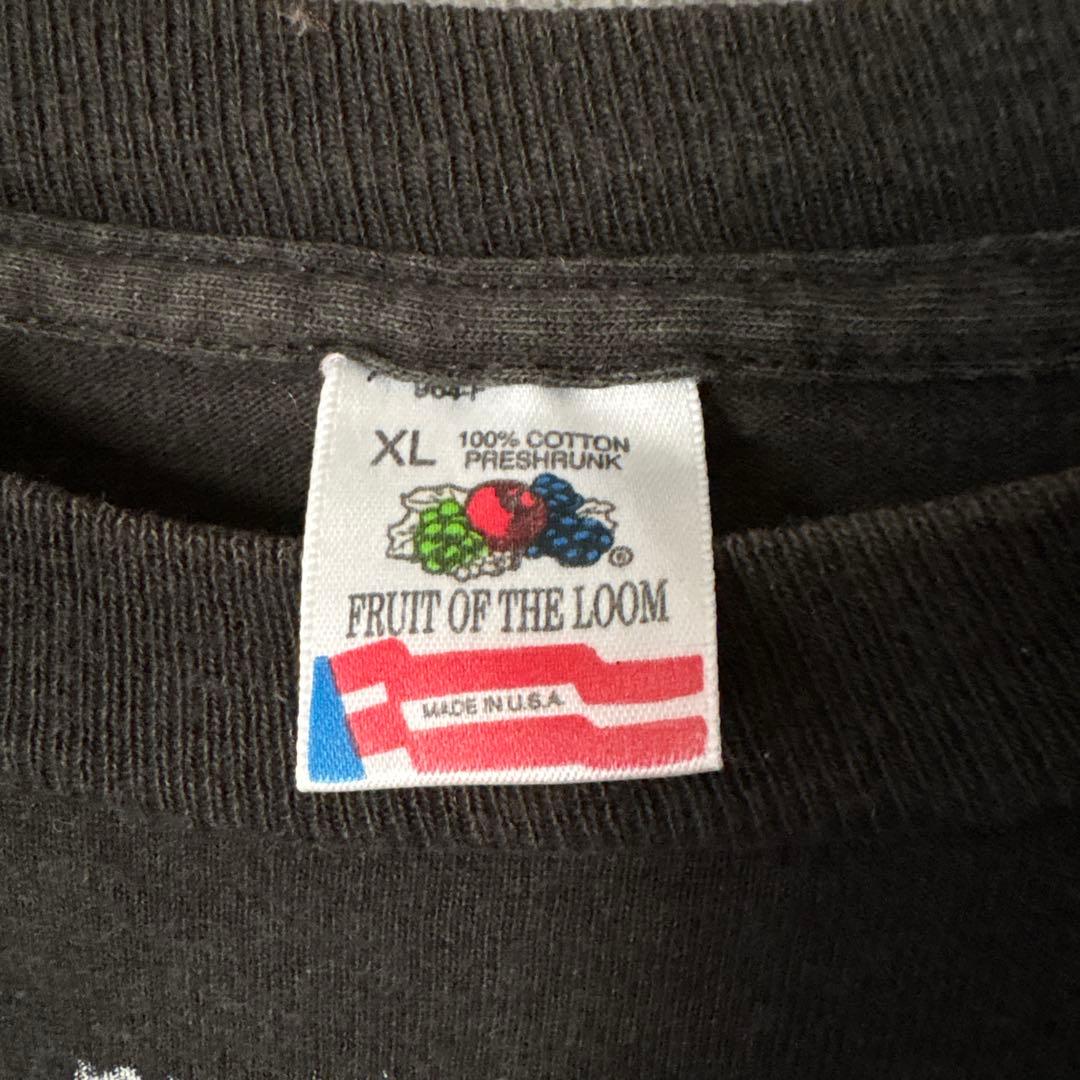 XL 100% COTTON
PRESHRUNK
®
FRUIT OF THE LOOM
MADE IN U.S.A.